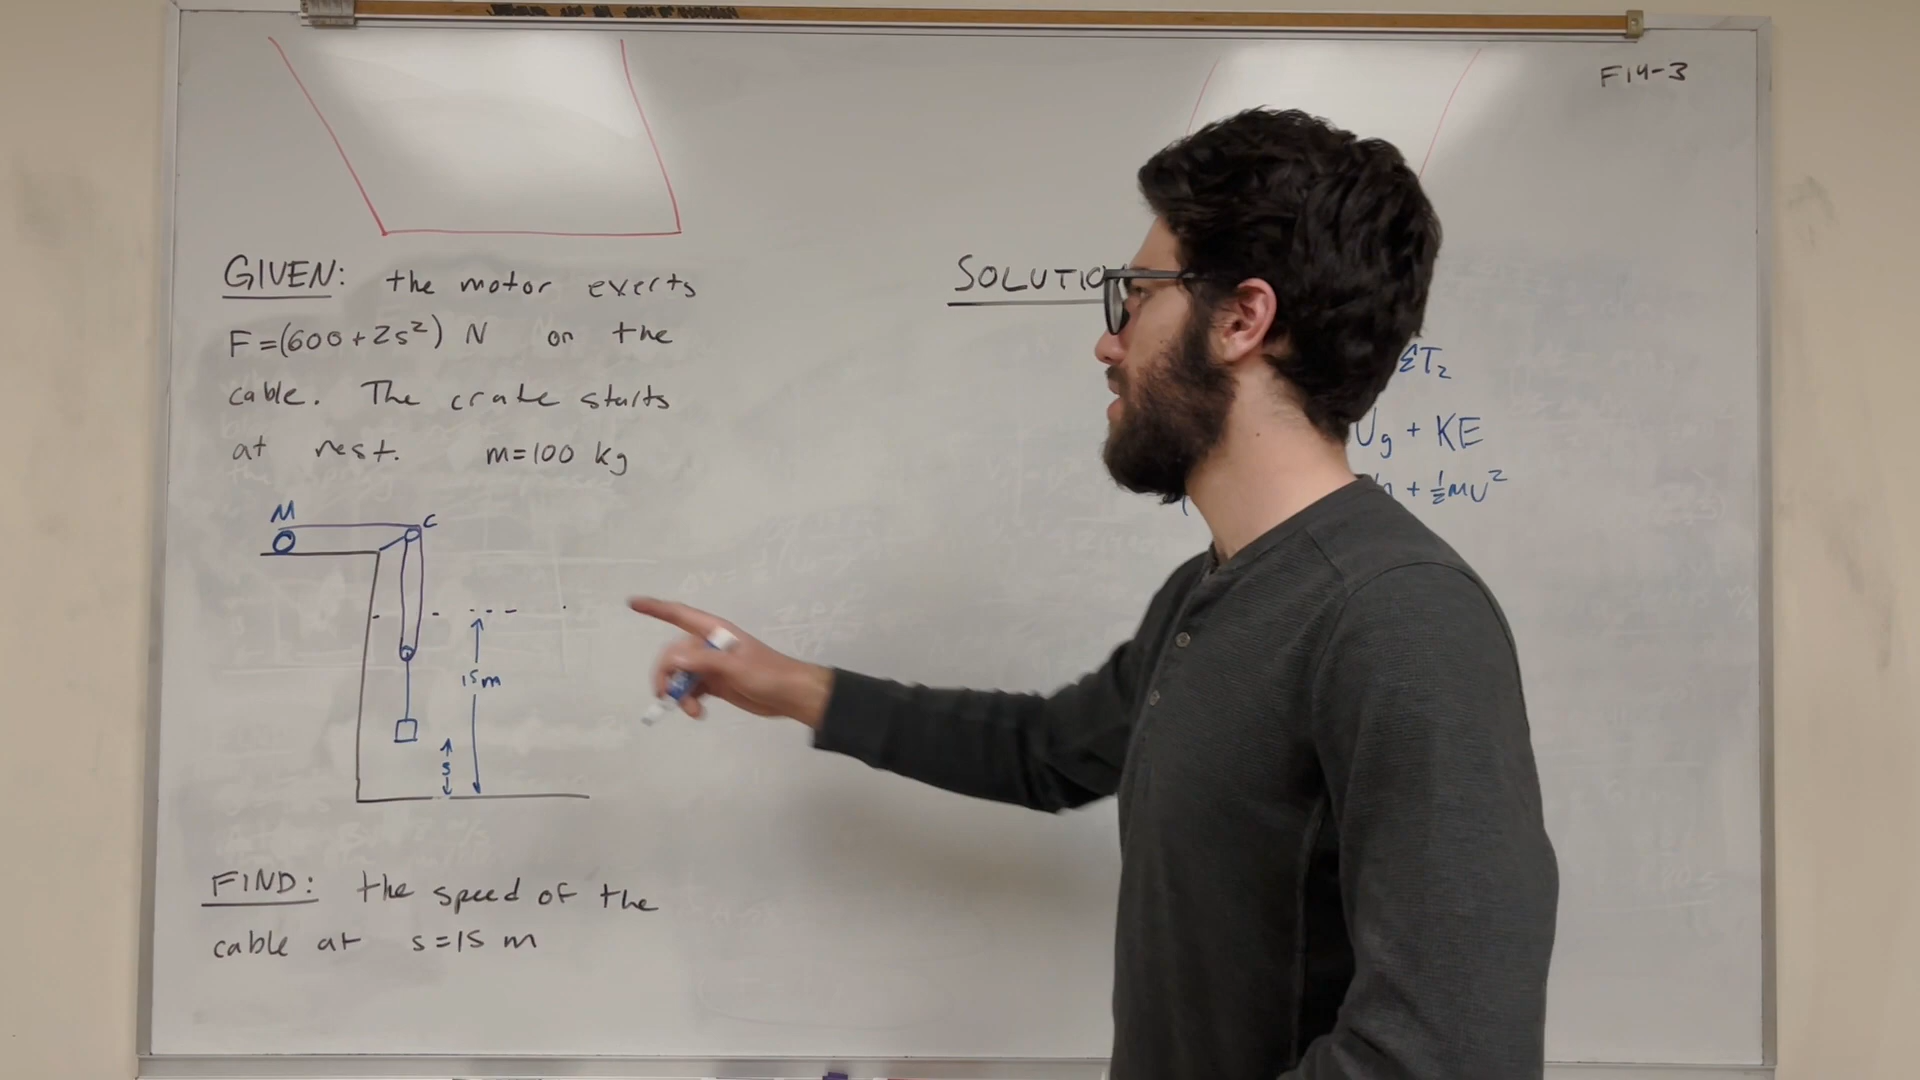 F14-3
GIVEN: the motor exerts
F=(600+2s²) N on the
cable. The crate starts
at rest. m=100 kg
M
C
15m
s
FIND: the speed of the
cable at s=15 m
SOLUTIO
ΣT₂
Ug + KE
h + ½mv²